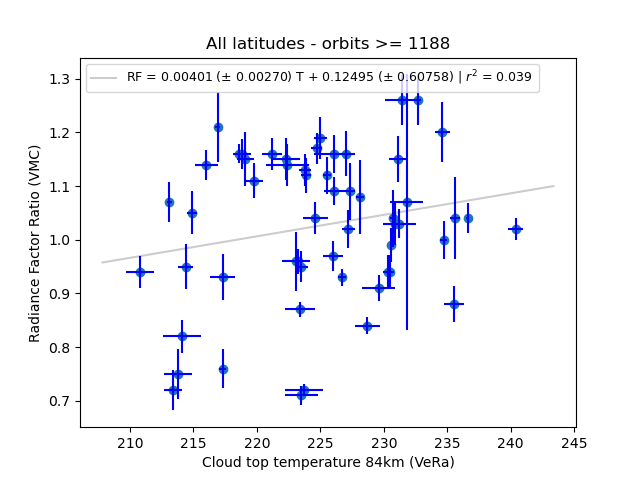 All latitudes - orbits >= 1188
RF = 0.00401 (± 0.00270) T + 0.12495 (± 0.60758) | r² = 0.039
1.3
1.2
1.1
1.0
0.9
0.8
0.7
Radiance Factor Ratio (VMC)
210 215 220 225 230 235 240 245
Cloud top temperature 84km (VeRa)